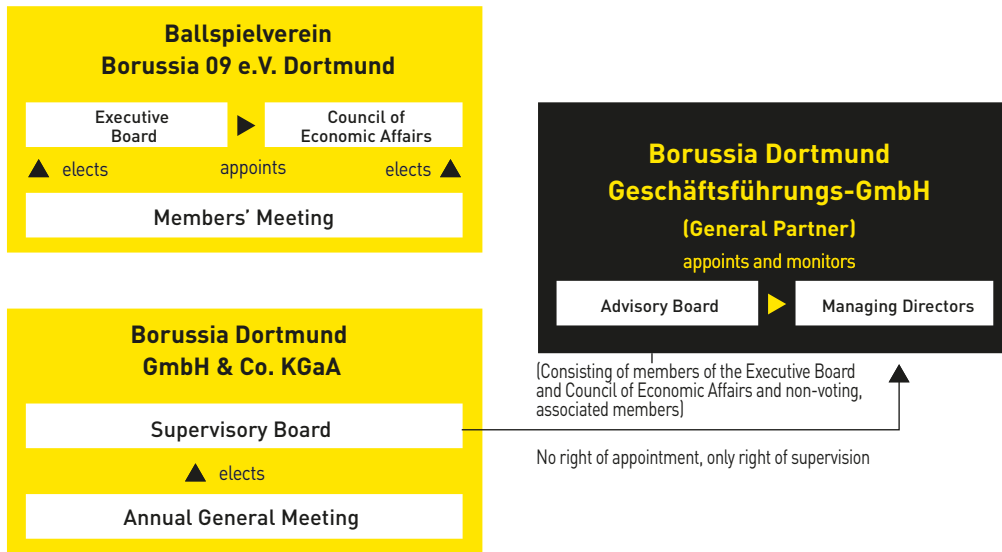 Ballspielverein
Borussia 09 e.V. Dortmund
Executive
Board
Council of
Economic Affairs
elects
appoints
elects
Members’ Meeting
Borussia Dortmund
GmbH & Co. KGaA
Supervisory Board
elects
Annual General Meeting
Borussia Dortmund
Geschäftsführungs-GmbH
(General Partner)
appoints and monitors
Advisory Board
Managing Directors
(Consisting of members of the Executive Board
and Council of Economic Affairs and non-voting,
associated members)
No right of appointment, only right of supervision